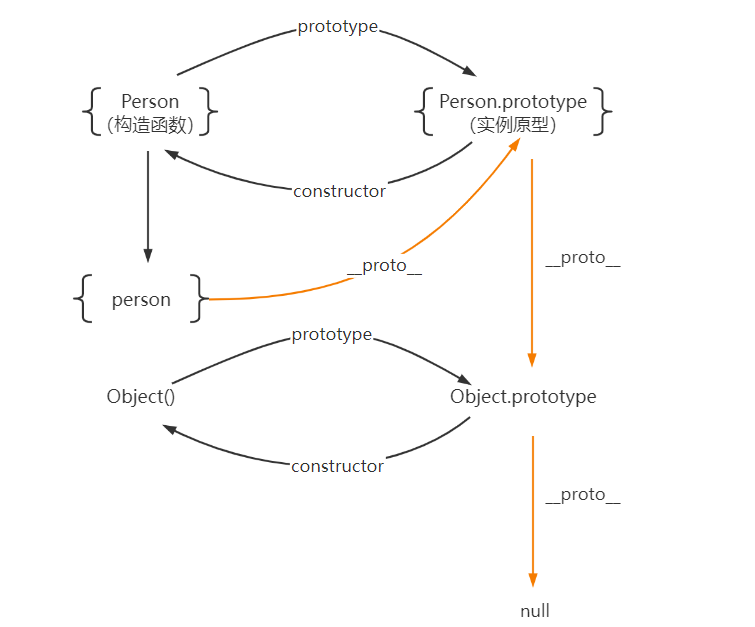 prototype
Person
（构造函数）
Person.prototype
（实例原型）
constructor
__proto__
__proto__
person
prototype
Object()
Object.prototype
constructor
__proto__
null